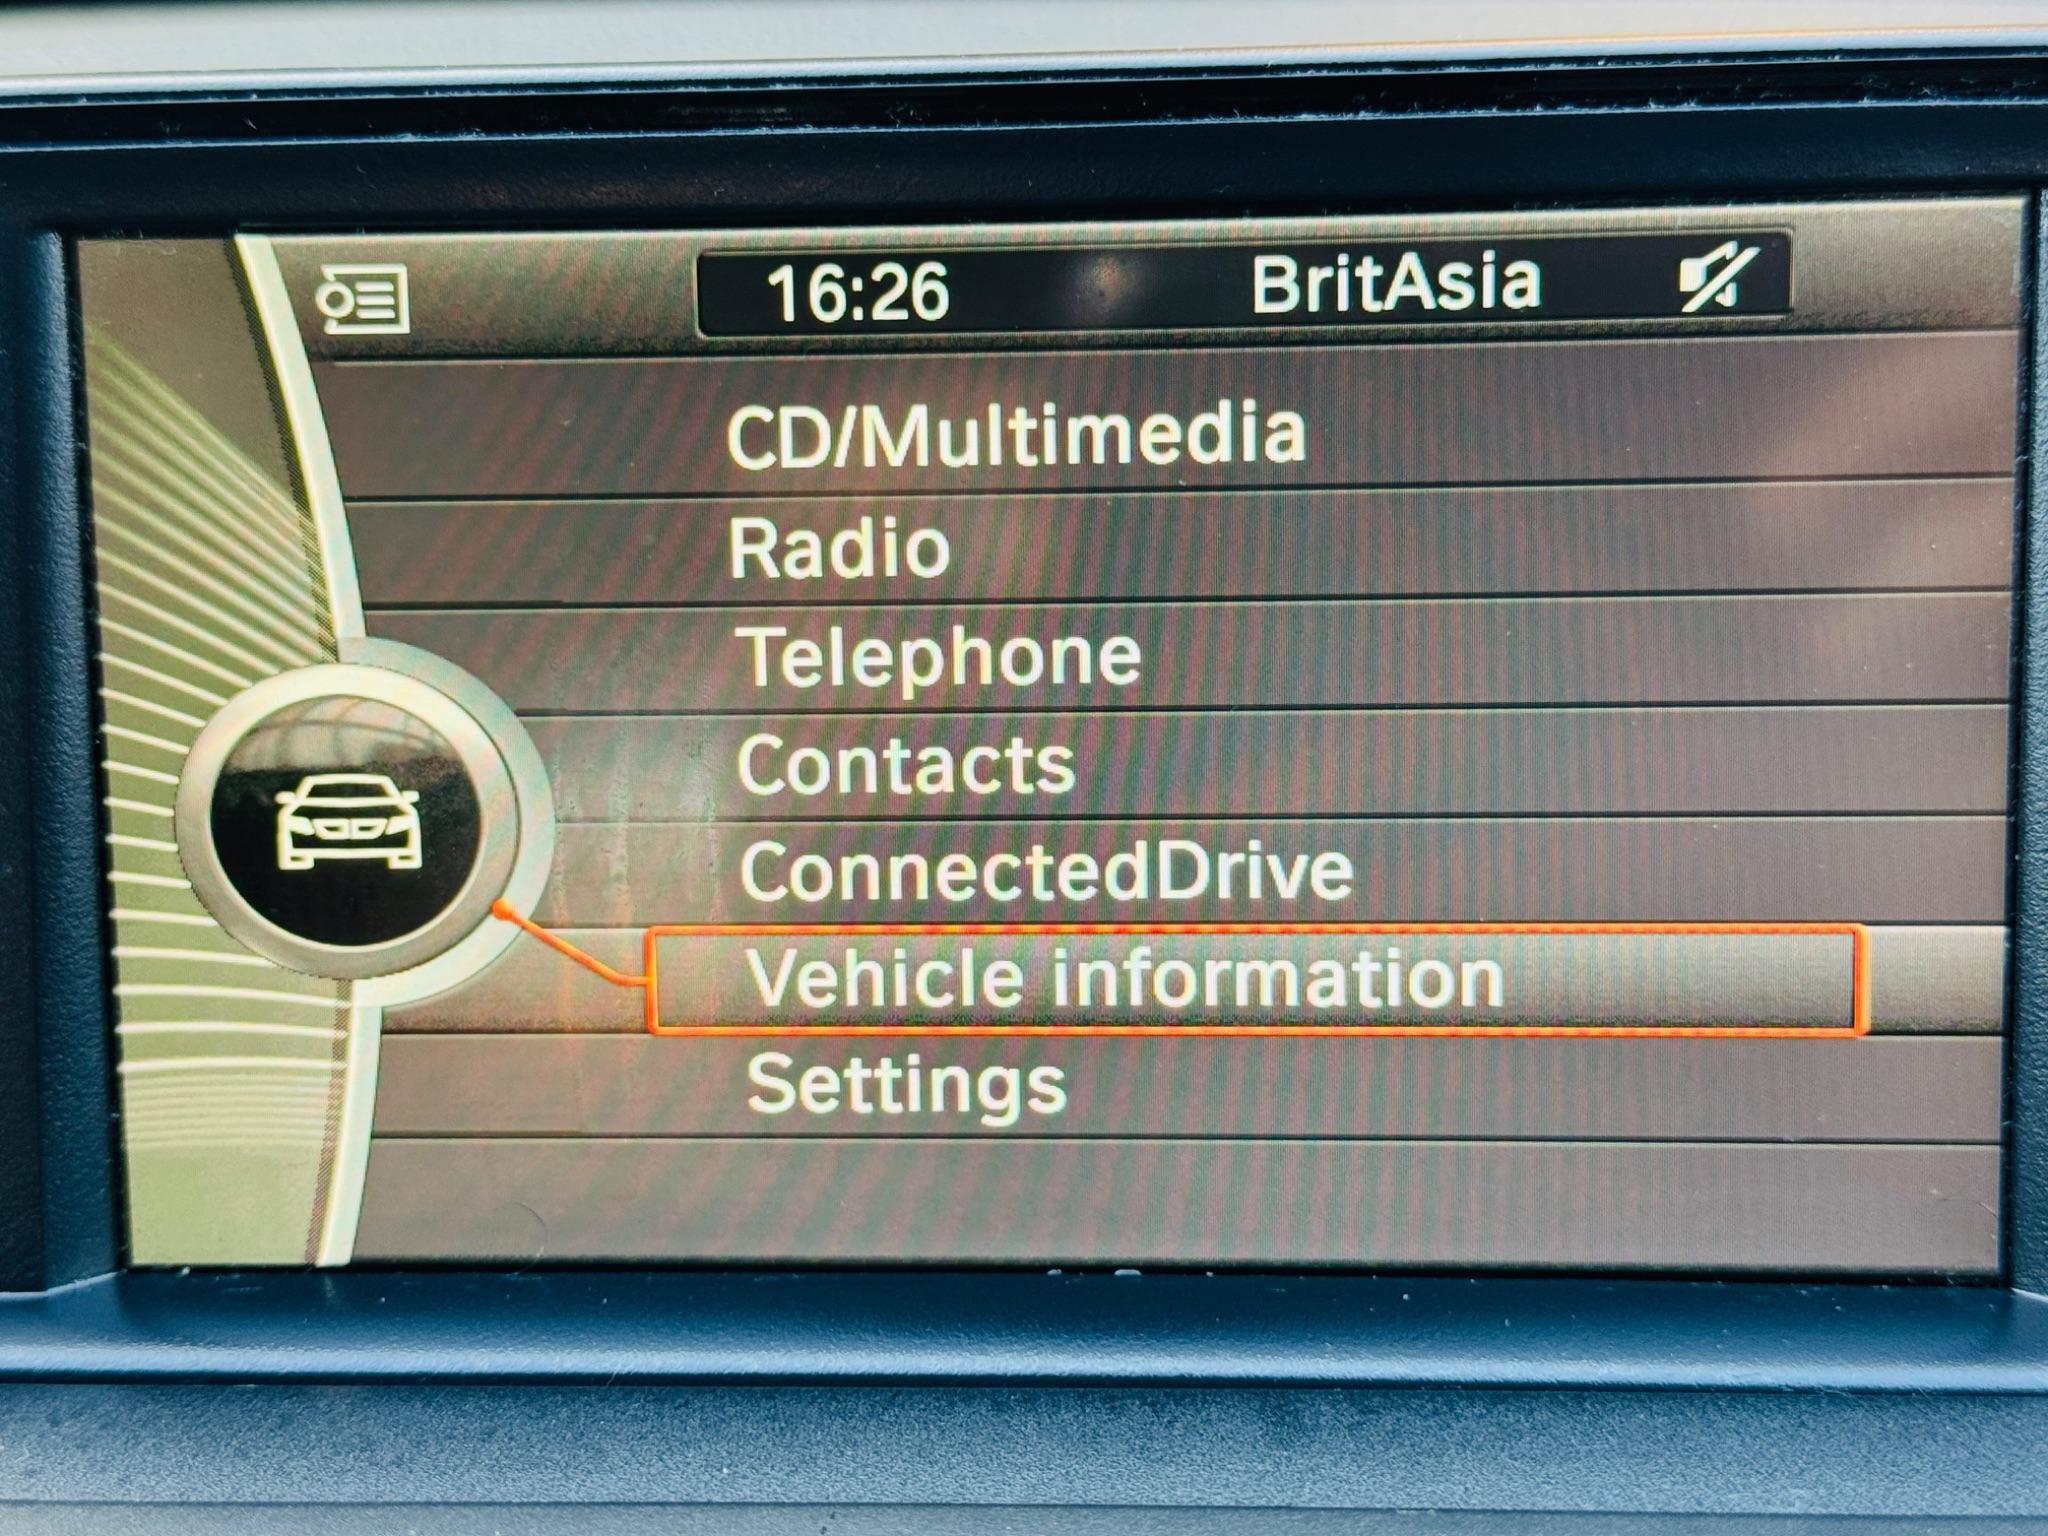 16:26 BritAsia
CD/Multimedia
Radio
Telephone
Contacts
ConnectedDrive
Vehicle information
Settings